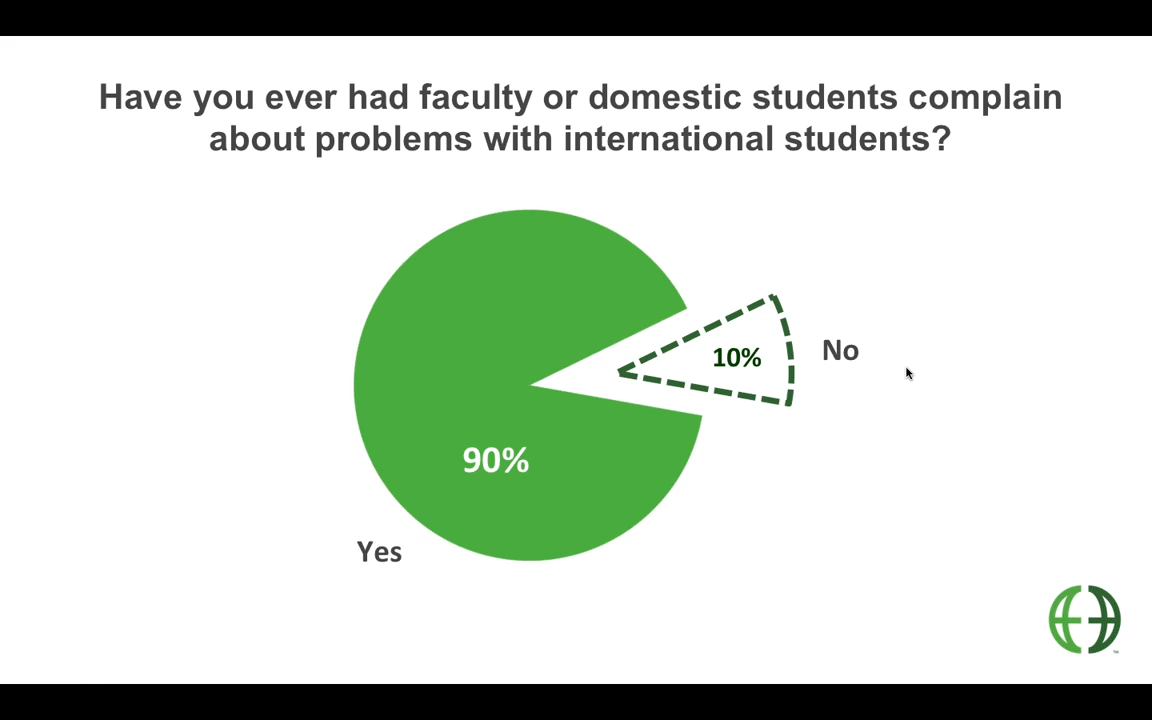 Have you ever had faculty or domestic students complain
about problems with international students?
10%
No
90%
Yes